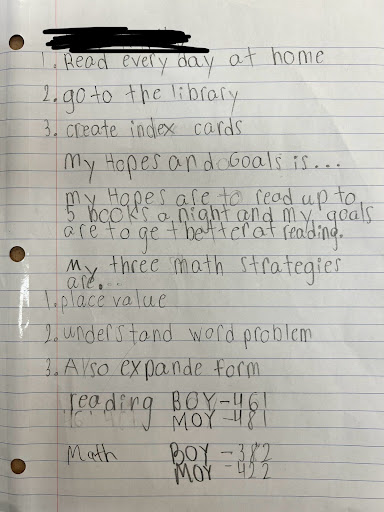 1. Read every day at home
2. go to the library
3. create index cards
My Hopes and Goals is...
my Hopes are to read up to
5 books a night and my goals
are to get better at reading.
My three math strategies
are...
1. place value
2. understand word problem
3. Also expande form
reading BOY-461
MOY-481
Math BOY-382
MOY-422